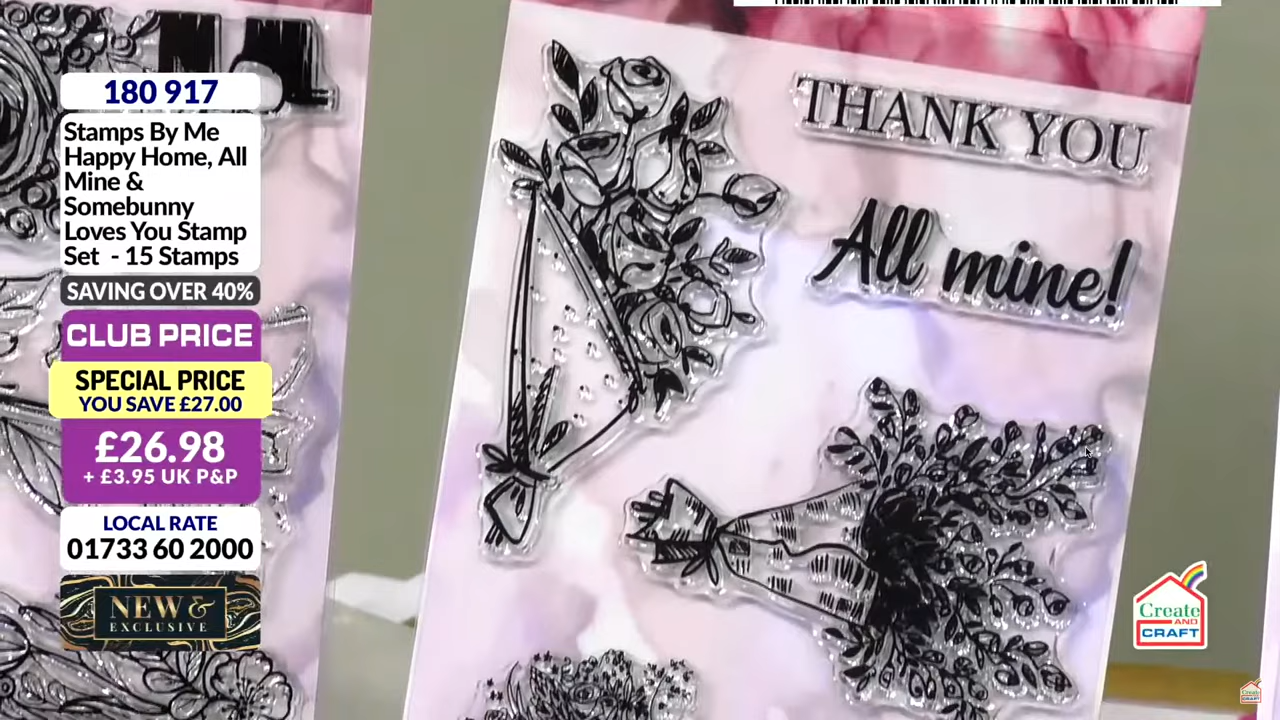 180 917
Stamps By Me
Happy Home, All
Mine &
Somebunny
Loves You Stamp
Set - 15 Stamps
SAVING OVER 40%
CLUB PRICE
SPECIAL PRICE
YOU SAVE £27.00
£26.98
+ £3.95 UK P&P
LOCAL RATE
01733 60 2000
NEW &
EXCLUSIVE
THANK YOU
All mine!
Create
AND
CRAFT